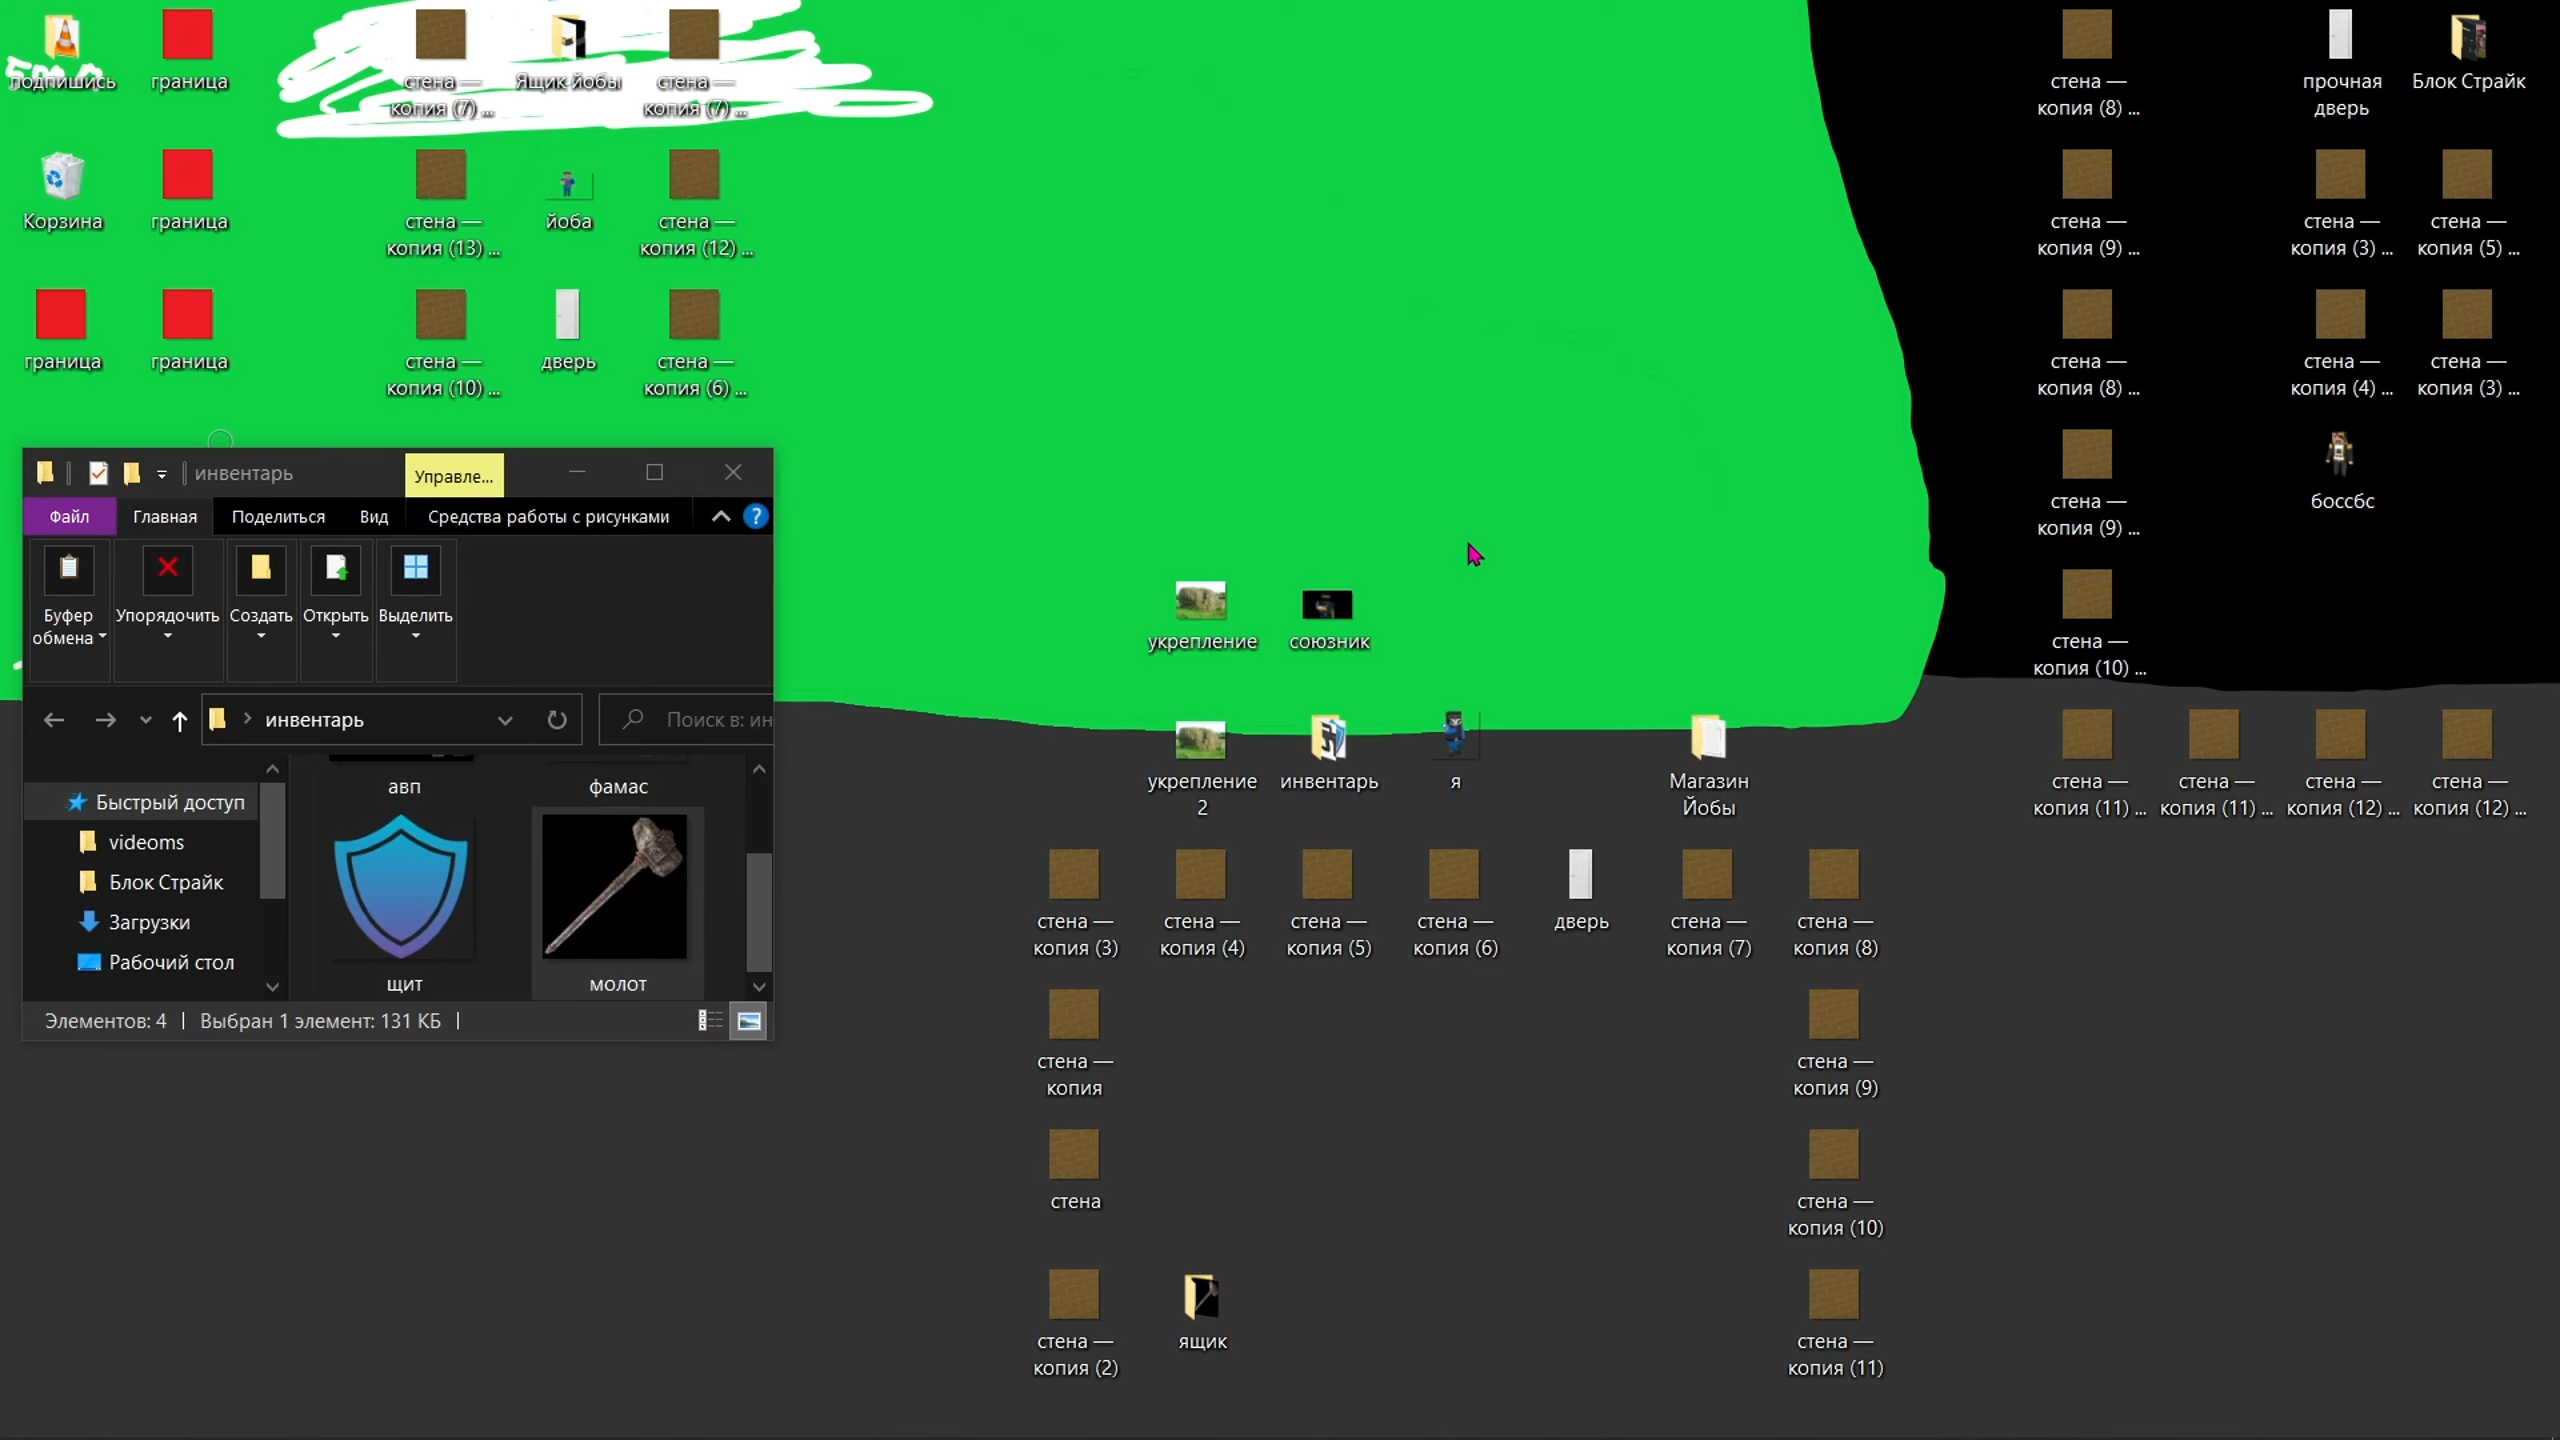 подпишись
граница
стена —
копия (7) ...
Ящик йобы
стена —
копия (7) ...
стена —
копия (8) ...
прочная
дверь
Блок Страйк
Корзина
граница
стена —
копия (13) ...
йоба
стена —
копия (12) ...
стена —
копия (9) ...
стена —
копия (3) ...
стена —
копия (5) ...
граница
граница
стена —
копия (10) ...
дверь
стена —
копия (6) ...
стена —
копия (8) ...
стена —
копия (4) ...
стена —
копия (3) ...
стена —
копия (9) ...
боссбс
инвентарь
Управле...
Файл
Главная
Поделиться
Вид
Средства работы с рисунками
Буфер
обмена
Упорядочить
Создать
Открыть
Выделить
инвентарь
Поиск в: ин
Быстрый доступ
videoms
Блок Страйк
Загрузки
Рабочий стол
авп
фамас
щит
молот
Элементов: 4
Выбран 1 элемент: 131 КБ
укрепление
союзник
стена —
копия (10) ...
укрепление
2
инвентарь
я
Магазин
Йобы
стена —
копия (11) ...
стена —
копия (11) ...
стена —
копия (12) ...
стена —
копия (12) ...
стена —
копия (3)
стена —
копия (4)
стена —
копия (5)
стена —
копия (6)
дверь
стена —
копия (7)
стена —
копия (8)
стена —
копия
стена —
копия (9)
стена
стена —
копия (10)
стена —
копия (2)
ящик
стена —
копия (11)